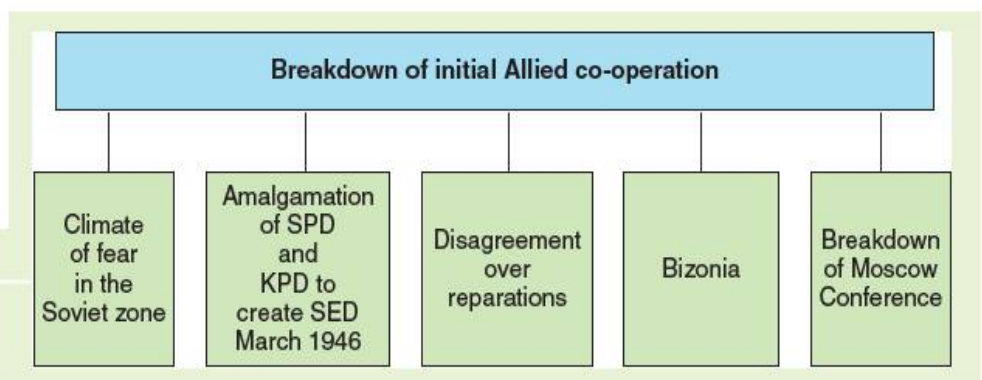 Breakdown of initial Allied co-operation
Climate
of fear
in the
Soviet zone
Amalgamation
of SPD
and
KPD to
create SED
March 1946
Disagreement
over
reparations
Bizonia
Breakdown
of Moscow
Conference